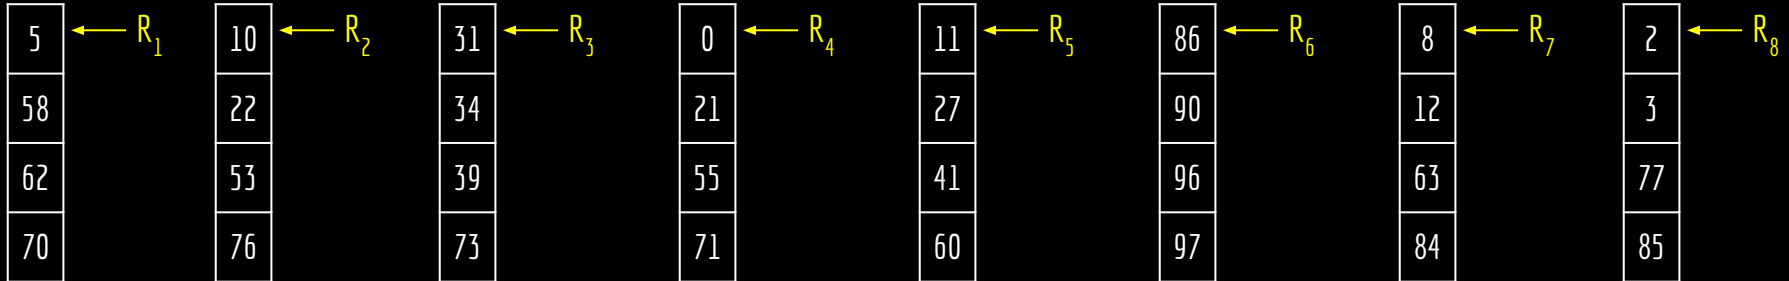 5 ← R₁ 10 ← R₂ 31 ← R₃ 0 ← R₄ 11 ← R₅ 86 ← R₆ 8 ← R₇ 2 ← R₈
58 22 34 21 27 90 12 3
62 53 39 55 41 96 63 77
70 76 73 71 60 97 84 85